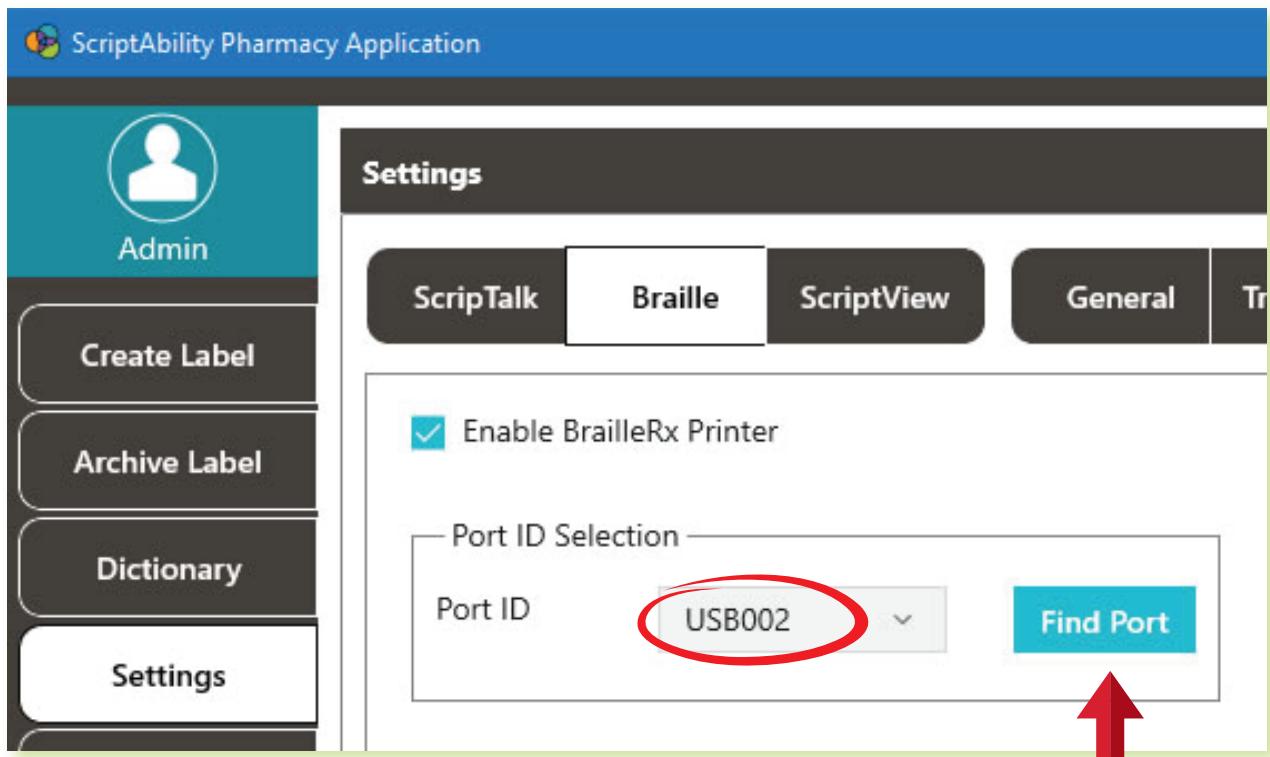 ScriptAbility Pharmacy Application
Admin
Create Label
Archive Label
Dictionary
Settings
Settings
ScripTalk Braille ScriptView General Tr
Enable BrailleRx Printer
Port ID Selection
Port ID USB002 Find Port